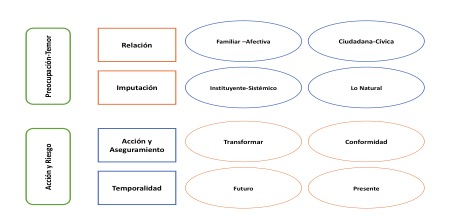 Preocupación-Temor
Relación
Familiar –Afectiva
Ciudadana-Cívica
Imputación
Instituyente-Sistémico
Lo Natural
Acción y Riesgo
Acción y
Aseguramiento
Transformar
Conformidad
Temporalidad
Futuro
Presente